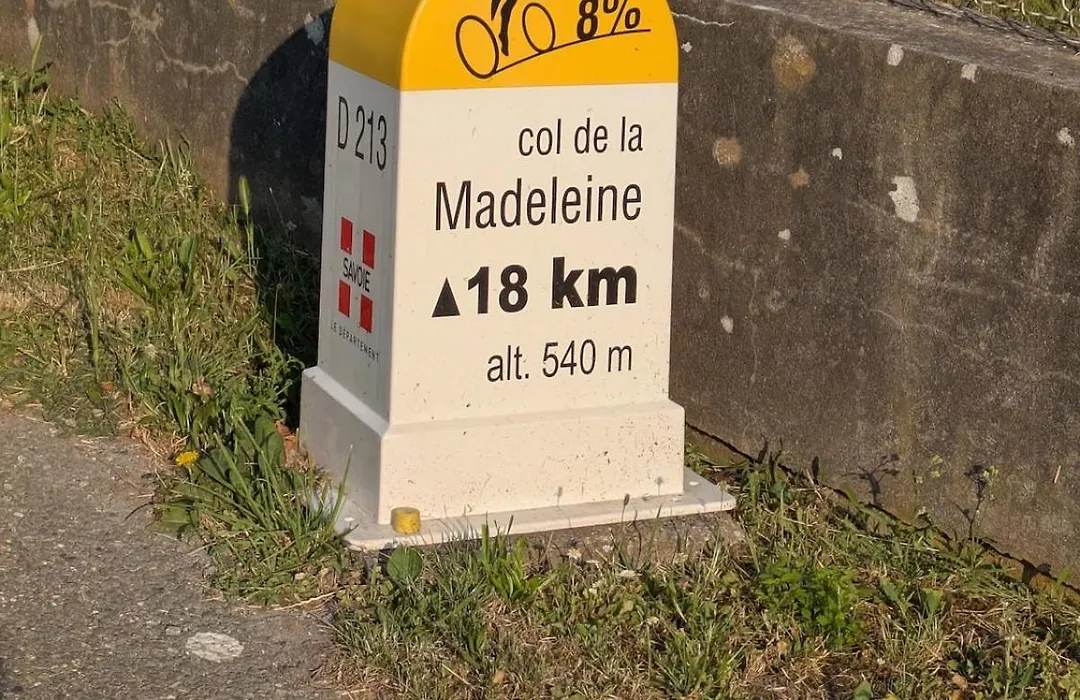 8%
col de la
Madeleine
▲18 km
alt. 540 m
D 213
SAVOIE
LE DÉPARTEMENT